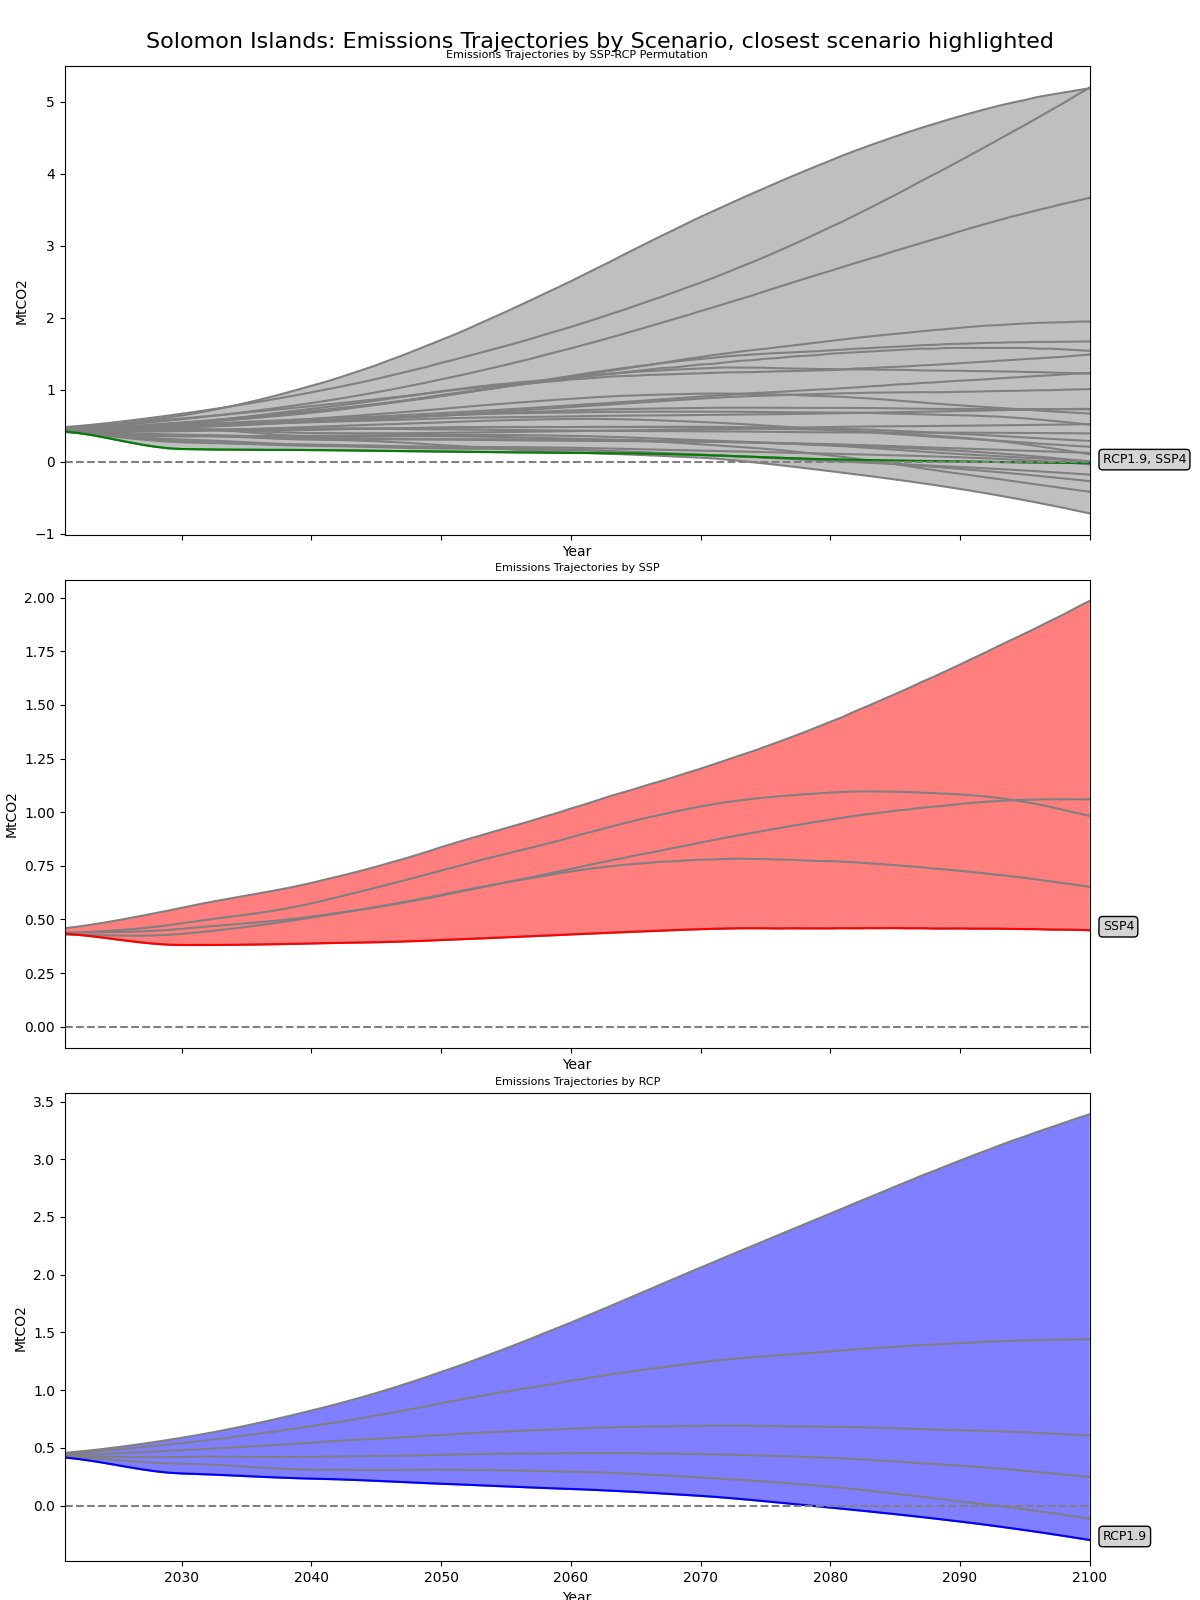 Solomon Islands: Emissions Trajectories by Scenario, closest scenario highlighted
Emissions Trajectories by SSP-RCP Permutation
5
4
3
2
1
0
−1
MtCO2
RCP1.9, SSP4
Year
Emissions Trajectories by SSP
2.00
1.75
1.50
1.25
1.00
0.75
0.50
0.25
0.00
MtCO2
SSP4
Year
Emissions Trajectories by RCP
3.5
3.0
2.5
2.0
1.5
1.0
0.5
0.0
MtCO2
RCP1.9
2030 2040 2050 2060 2070 2080 2090 2100
Year